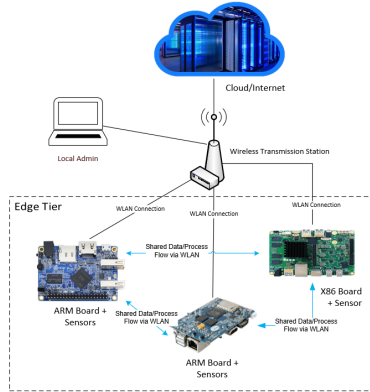 Cloud/Internet
Wireless Transmission Station
Local Admin
Edge Tier
WLAN Connection
WLAN Connection
WLAN Connection
Shared Data/Process
Flow via WLAN
X86 Board
+ Sensor
ARM Board +
Sensors
Shared Data/Process
Flow via WLAN
Shared Data/Process
Flow via WLAN
ARM Board +
Sensors